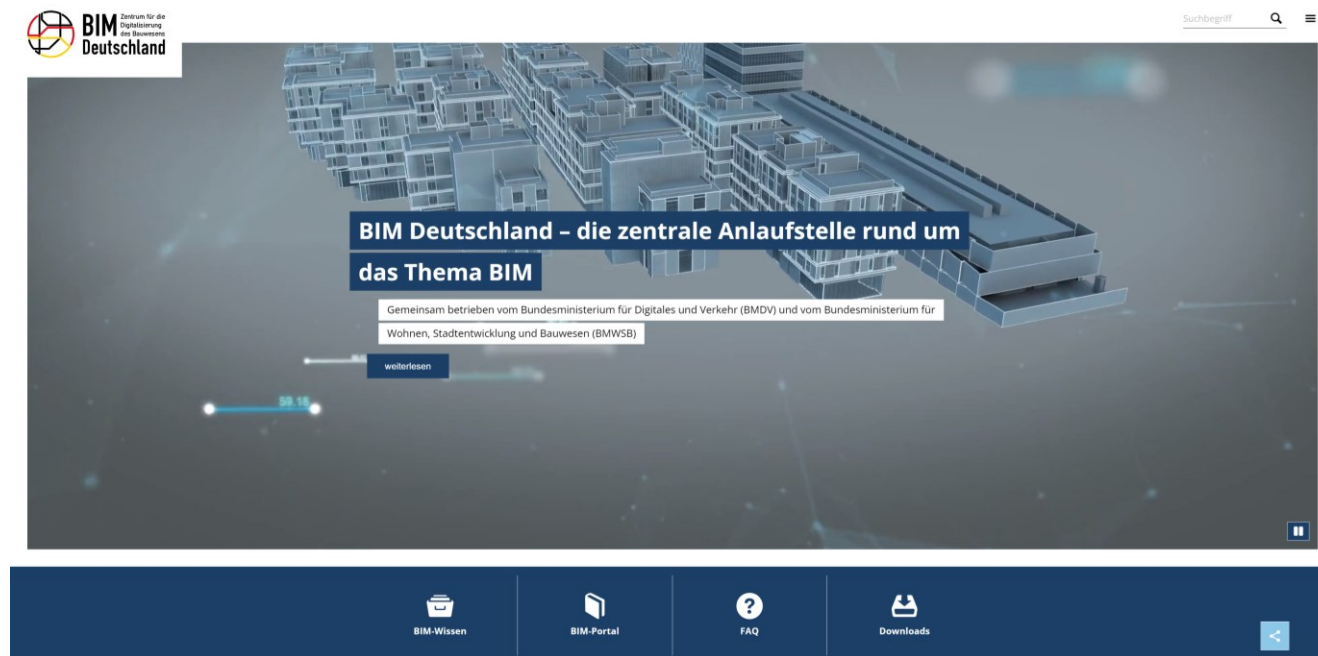 BIM
Zentrum für die
Digitalisierung
des Bauwesens
Deutschland
Suchbegriff
BIM Deutschland – die zentrale Anlaufstelle rund um
das Thema BIM
Gemeinsam betrieben vom Bundesministerium für Digitales und Verkehr (BMDV) und vom Bundesministerium für
Wohnen, Stadtentwicklung und Bauwesen (BMWSB)
weiterlesen
59.18
BIM-Wissen
BIM-Portal
FAQ
Downloads